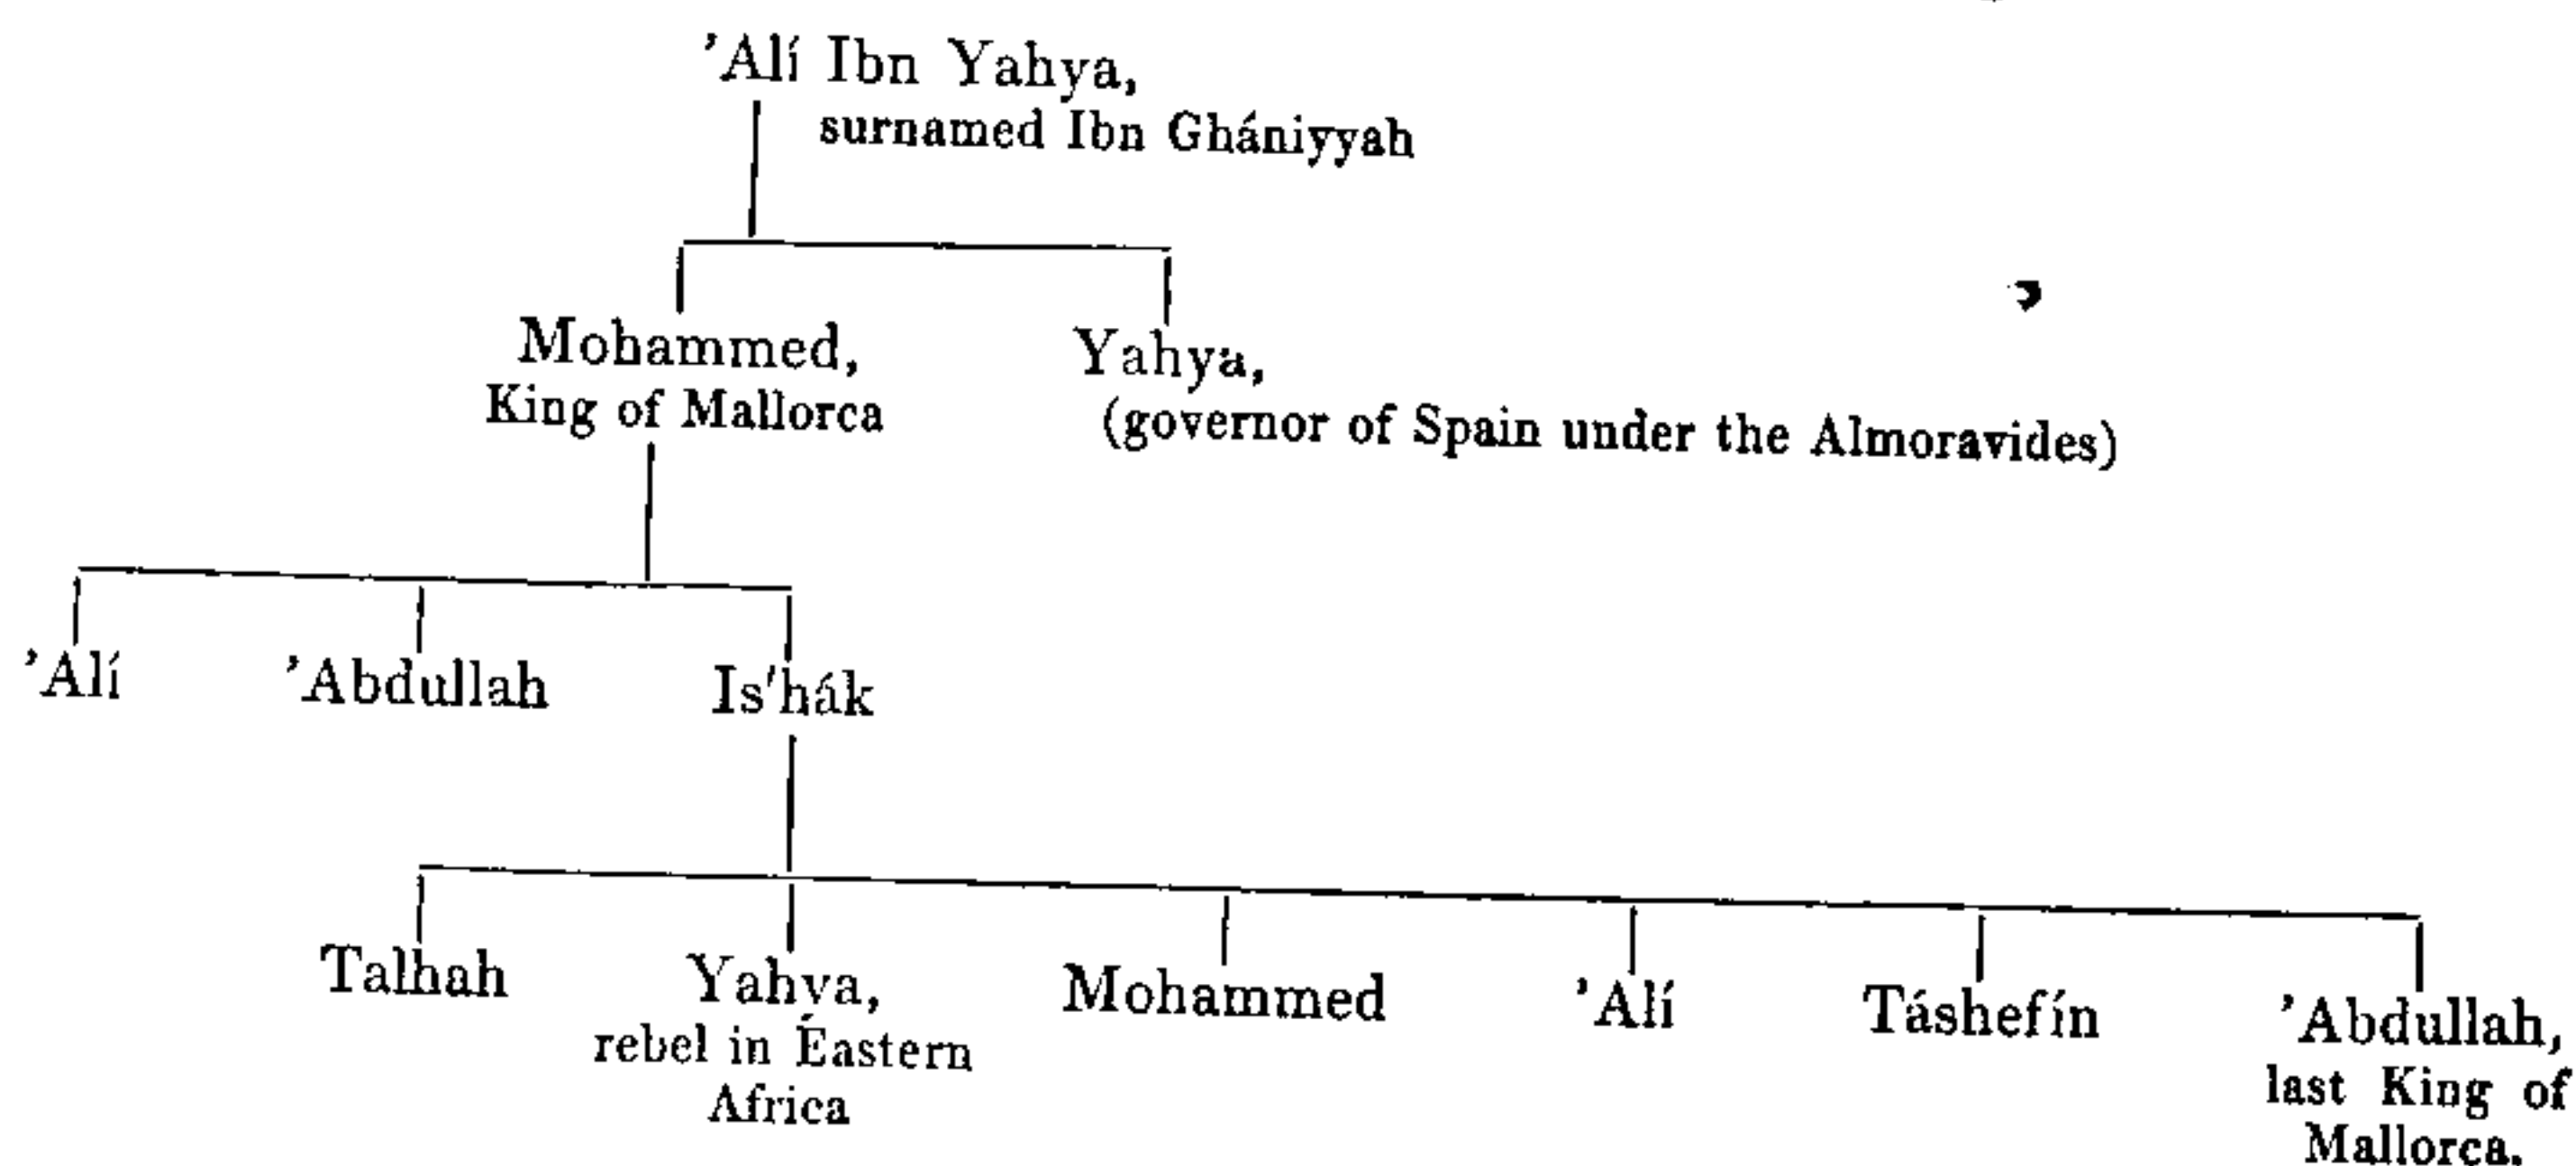 ’Alí Ibn Yahya,
surnamed Ibn Ghániyyah
Mohammed,
King of Mallorca
Yahya,
(governor of Spain under the Almoravides)
’Alí
’Abdullah
Is'hák
Talhah
Yahya,
rebel in Eastern
Africa
Mohammed
’Alí
Táshefín
’Abdullah,
last King of
Mallorca.